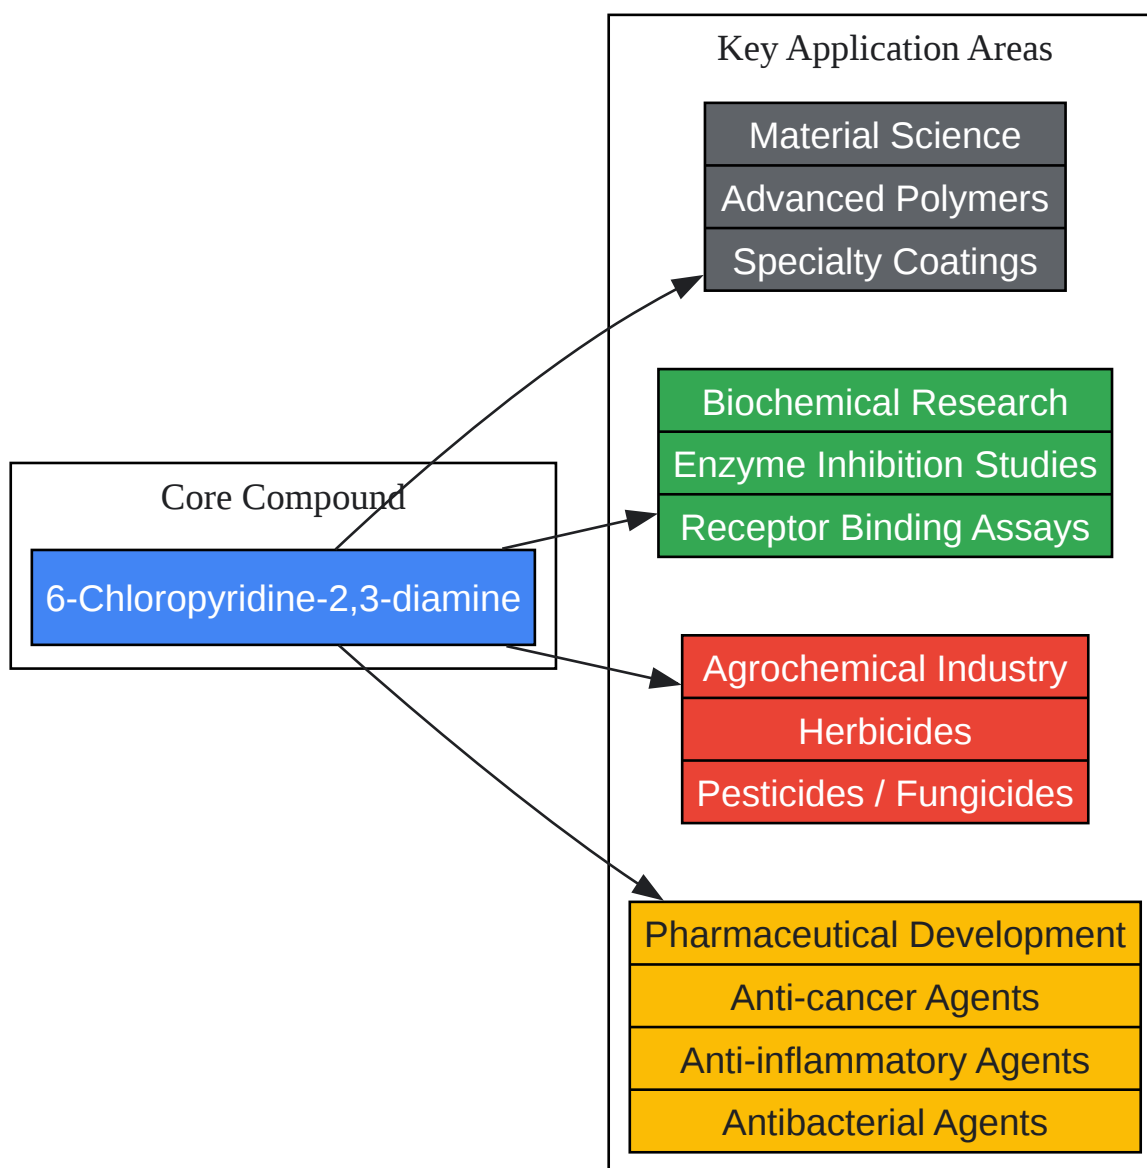 Key Application Areas
Material Science
Advanced Polymers
Specialty Coatings
Biochemical Research
Enzyme Inhibition Studies
Receptor Binding Assays
Core Compound
6-Chloropyridine-2,3-diamine
Agrochemical Industry
Herbicides
Pesticides / Fungicides
Pharmaceutical Development
Anti-cancer Agents
Anti-inflammatory Agents
Antibacterial Agents